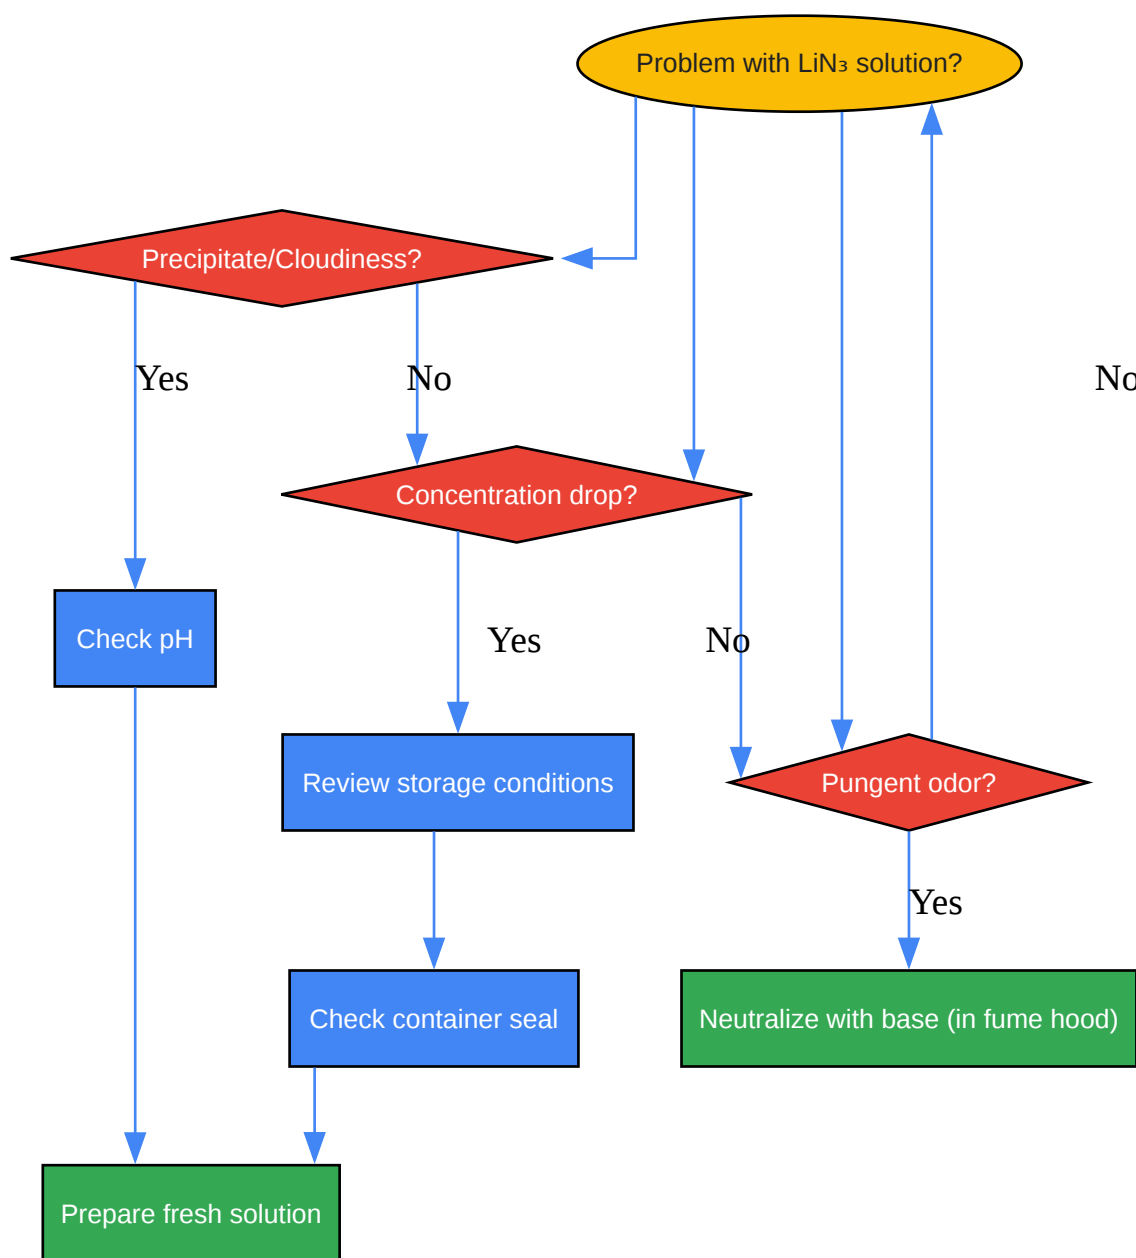 Problem with LiN₃ solution?
Precipitate/Cloudiness?
Yes
No
No
Concentration drop?
Check pH
Yes
No
Review storage conditions
Pungent odor?
Yes
Check container seal
Neutralize with base (in fume hood)
Prepare fresh solution